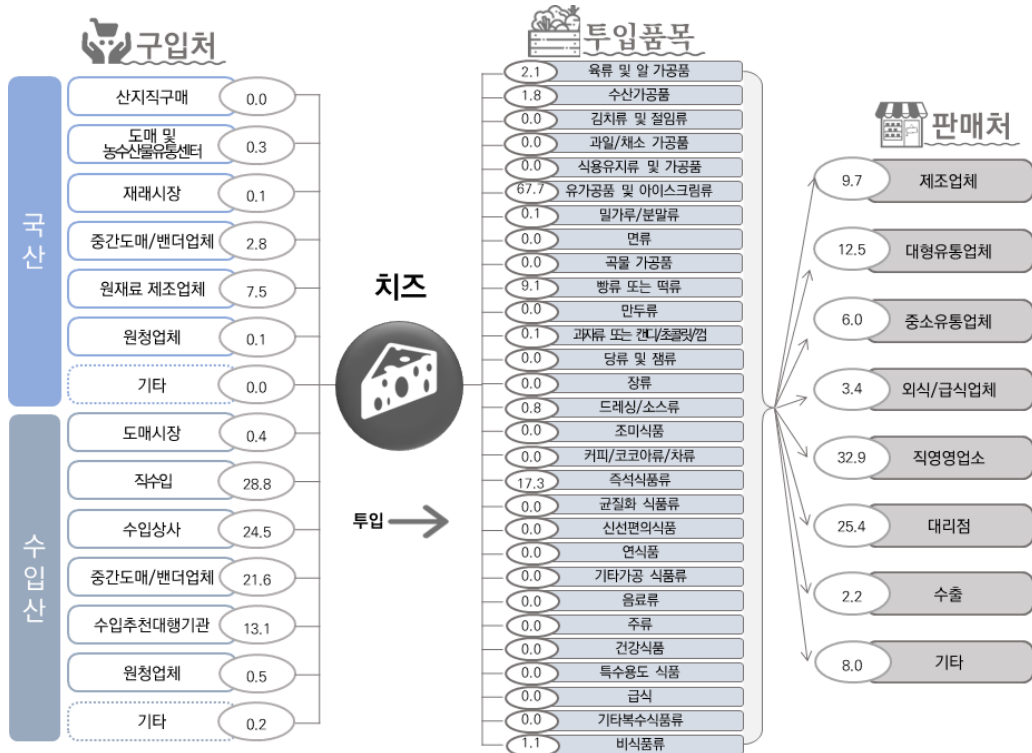 구입처
국산
산지직구매 0.0
도매 및
농수산물유통센터 0.3
재래시장 0.1
중간도매/밴더업체 2.8
원재료 제조업체 7.5
원청업체 0.1
기타 0.0
수입산
도매시장 0.4
직수입 28.8
수입상사 24.5
중간도매/밴더업체 21.6
수입추천대행기관 13.1
원청업체 0.5
기타 0.2
치즈
투입
투입품목
2.1 육류 및 알 가공품
1.8 수산가공품
0.0 김치류 및 절임류
0.0 과일/채소 가공품
0.0 식용유지류 및 가공품
67.7 유가공품 및 아이스크림류
0.1 밀가루/분말류
0.0 면류
0.0 곡물 가공품
9.1 빵류 또는 떡류
0.0 만두류
0.1 과자류 또는 캔디/초콜릿/껌
0.0 당류 및 잼류
0.0 장류
0.8 드레싱/소스류
0.0 조미식품
0.0 커피/코코아류/차류
17.3 즉석식품류
0.0 균질화 식품류
0.0 신선편의식품
0.0 연식품
0.0 기타가공 식품류
0.0 음료류
0.0 주류
0.0 건강식품
0.0 특수용도 식품
0.0 급식
0.0 기타복수식품류
1.1 비식품류
판매처
9.7 제조업체
12.5 대형유통업체
6.0 중소유통업체
3.4 외식/급식업체
32.9 직영영업소
25.4 대리점
2.2 수출
8.0 기타